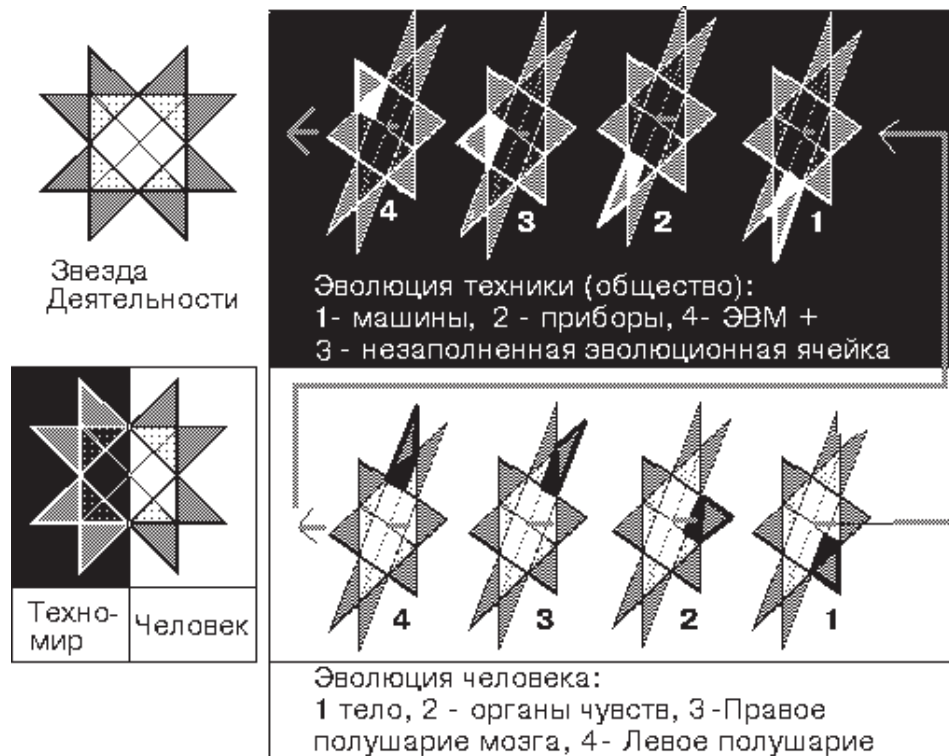 Звезда
Деятельности
4 3 2 1
Эволюция техники (общество):
1- машины, 2 - приборы, 4- ЭВМ +
3 - незаполненная эволюционная ячейка
Техно-
мир
Человек
4 3 2 1
Эволюция человека:
1 тело, 2 - органы чувств, 3 -Правое
полушарие мозга, 4- Левое полушарие